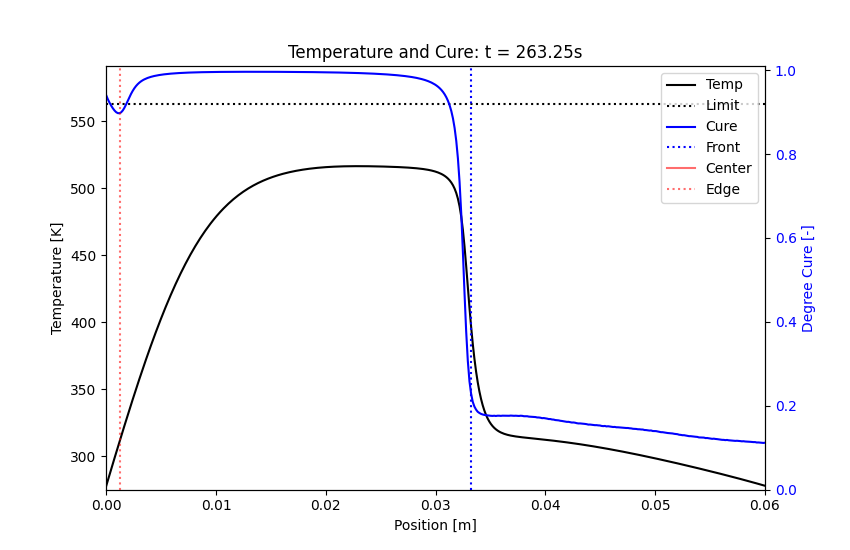 Temperature and Cure: t = 263.25s
Temp
Limit
Cure
Front
Center
Edge
550
500
450
400
350
300
Temperature [K]
1.0
0.8
0.6
0.4
0.2
0.0
Degree Cure [-]
0.00 0.01 0.02 0.03 0.04 0.05 0.06
Position [m]